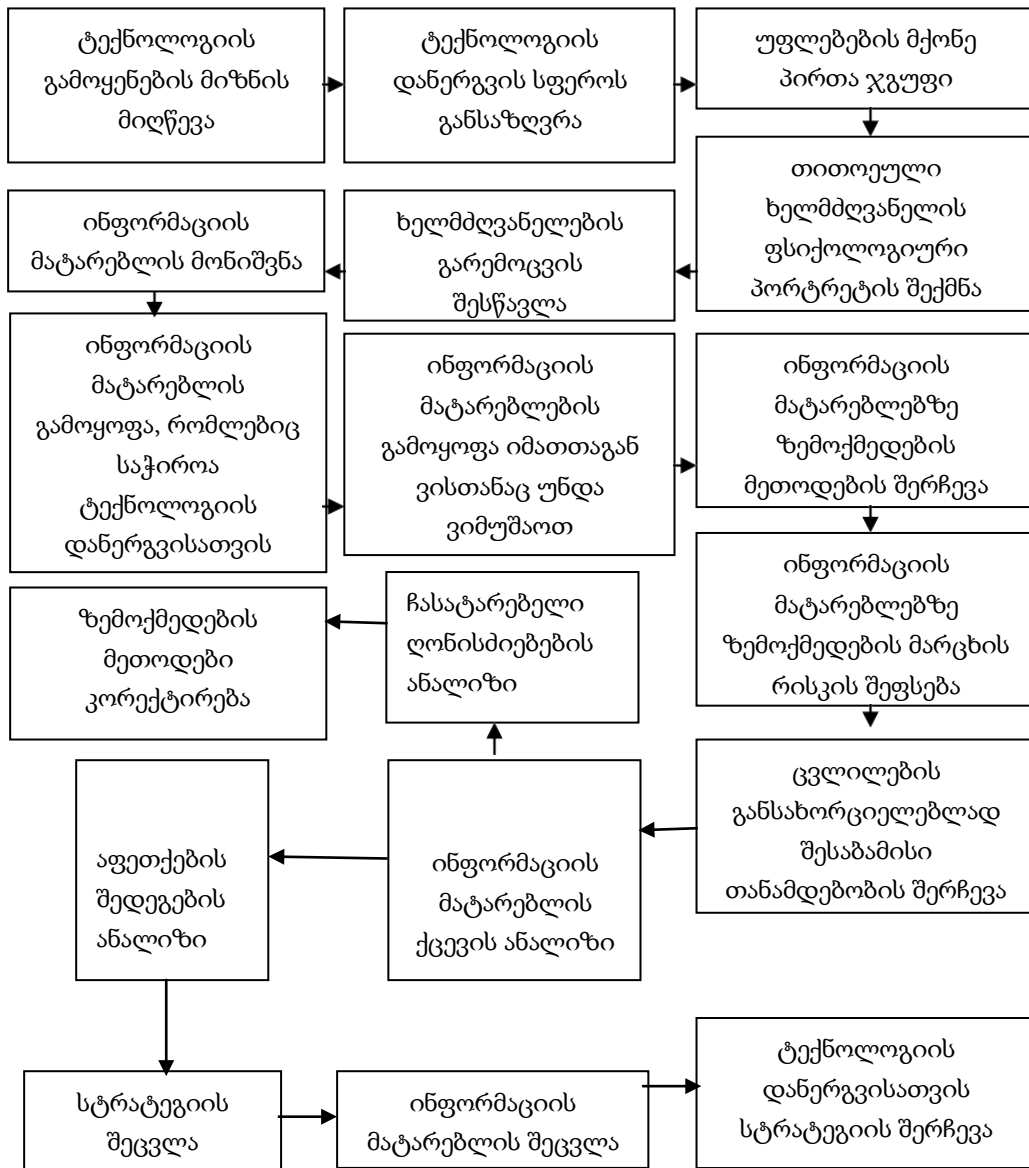 ტექნოლოგიის
გამოყენების მიზნის
მიღწევა
ტექნოლოგიის
დანერგვის სფეროს
განსაზღვრა
უფლებების მქონე
პირთა ჯგუფი
თითოეული
ხელმძღვანელის
ფსიქოლოგიური
პორტრეტის შექმნა
ხელმძღვანელების
გარემოცვის
შესწავლა
ინფორმაციის
მატარებლის მონიშვნა
ინფორმაციის
მატარებლის
გამოყოფა, რომლებიც
საჭიროა
ტექნოლოგიის
დანერგვისათვის
ინფორმაციის
მატარებლების
გამოყოფა იმათთაგან
ვისთანაც უნდა
ვიმუშაოთ
ინფორმაციის
მატარებლებზე
ზემოქმედების
მეთოდების შერჩევა
ინფორმაციის
მატარებლებზე
ზემოქმედების მარცხის
რისკის შეფსება
ცვლილების
განსახორციელებლად
შესაბამისი
თანამდებობის შერჩევა
ინფორმაციის
მატარებლის
ქცევის ანალიზი
ჩასატარებელი
ღონისძიებების
ანალიზი
ზემოქმედების
მეთოდები
კორექტირება
აფეთქების
შედეგების
ანალიზი
სტრატეგიის
შეცვლა
ინფორმაციის
მატარებლის შეცვლა
ტექნოლოგიის
დანერგვისათვის
სტრატეგიის შერჩევა